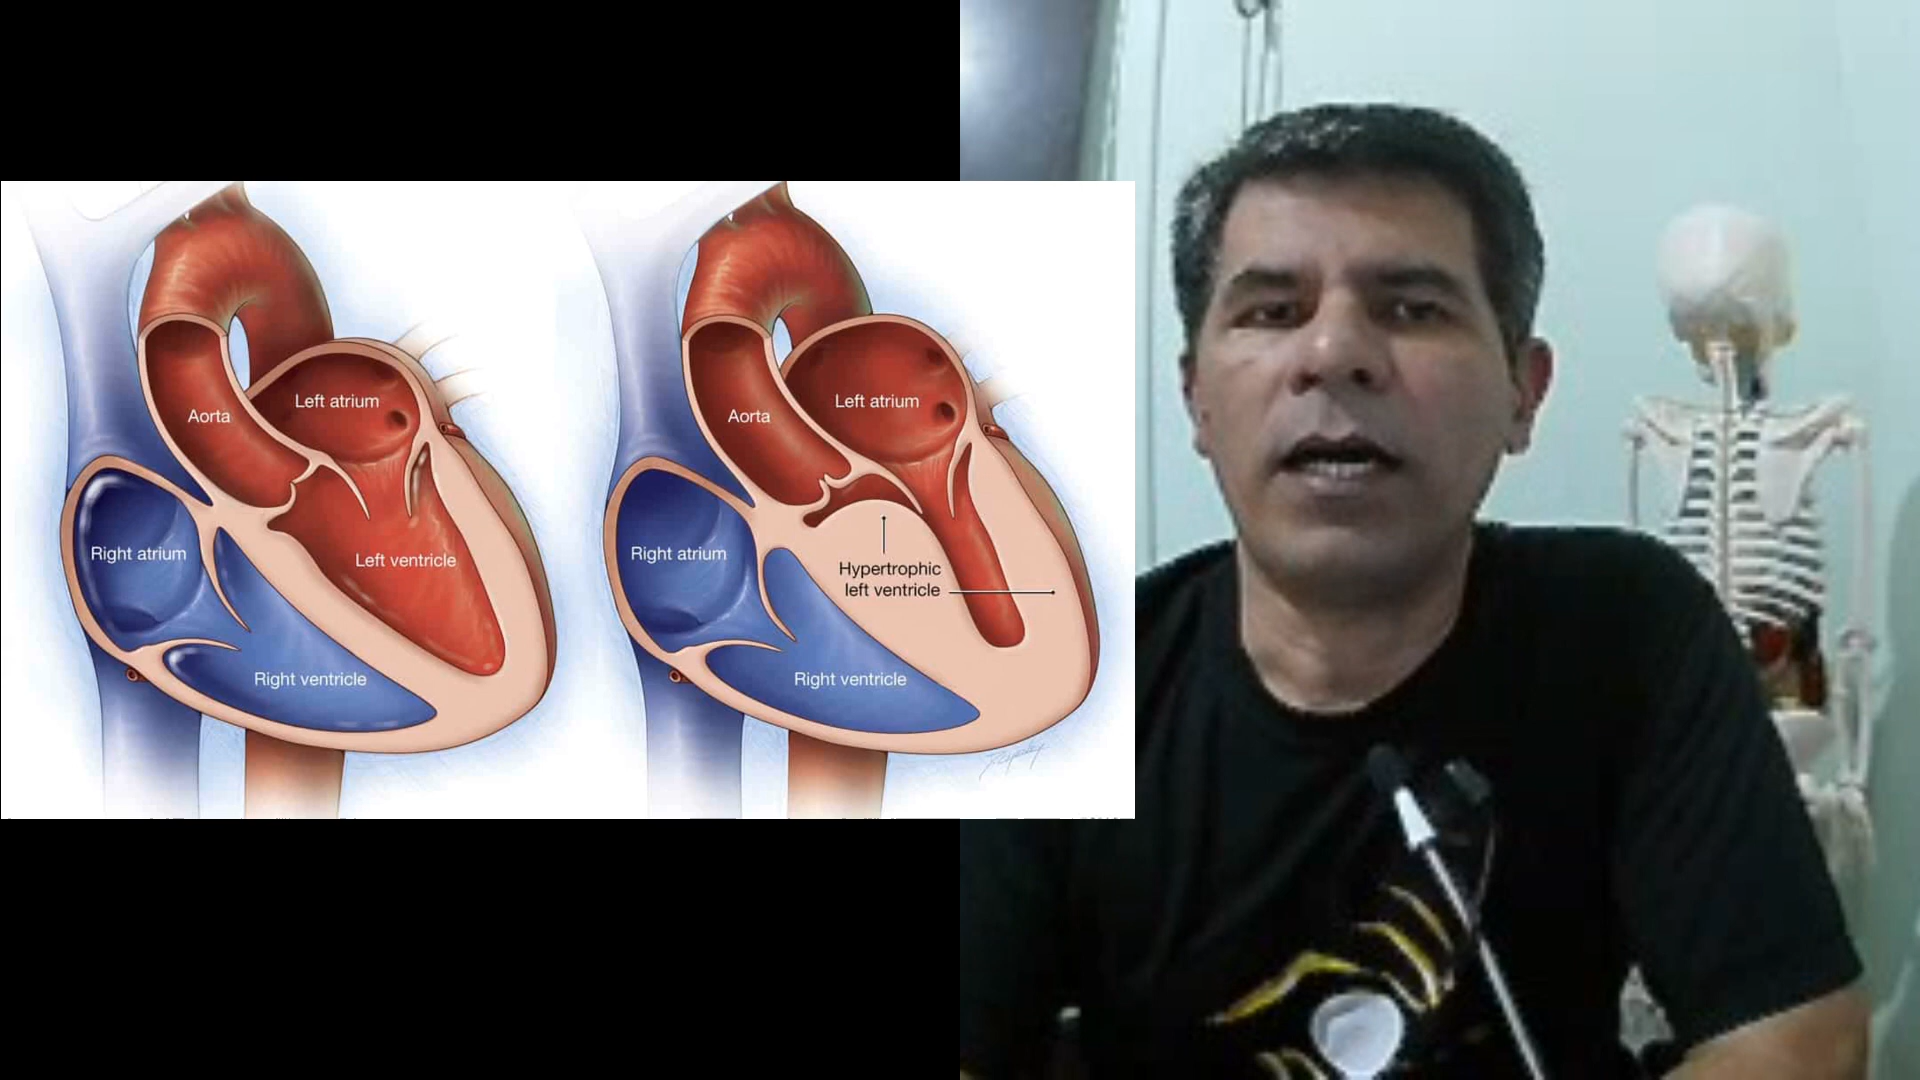 Aorta
Left atrium
Right atrium
Left ventricle
Right ventricle
Aorta
Left atrium
Right atrium
Hypertrophic
left ventricle
Right ventricle